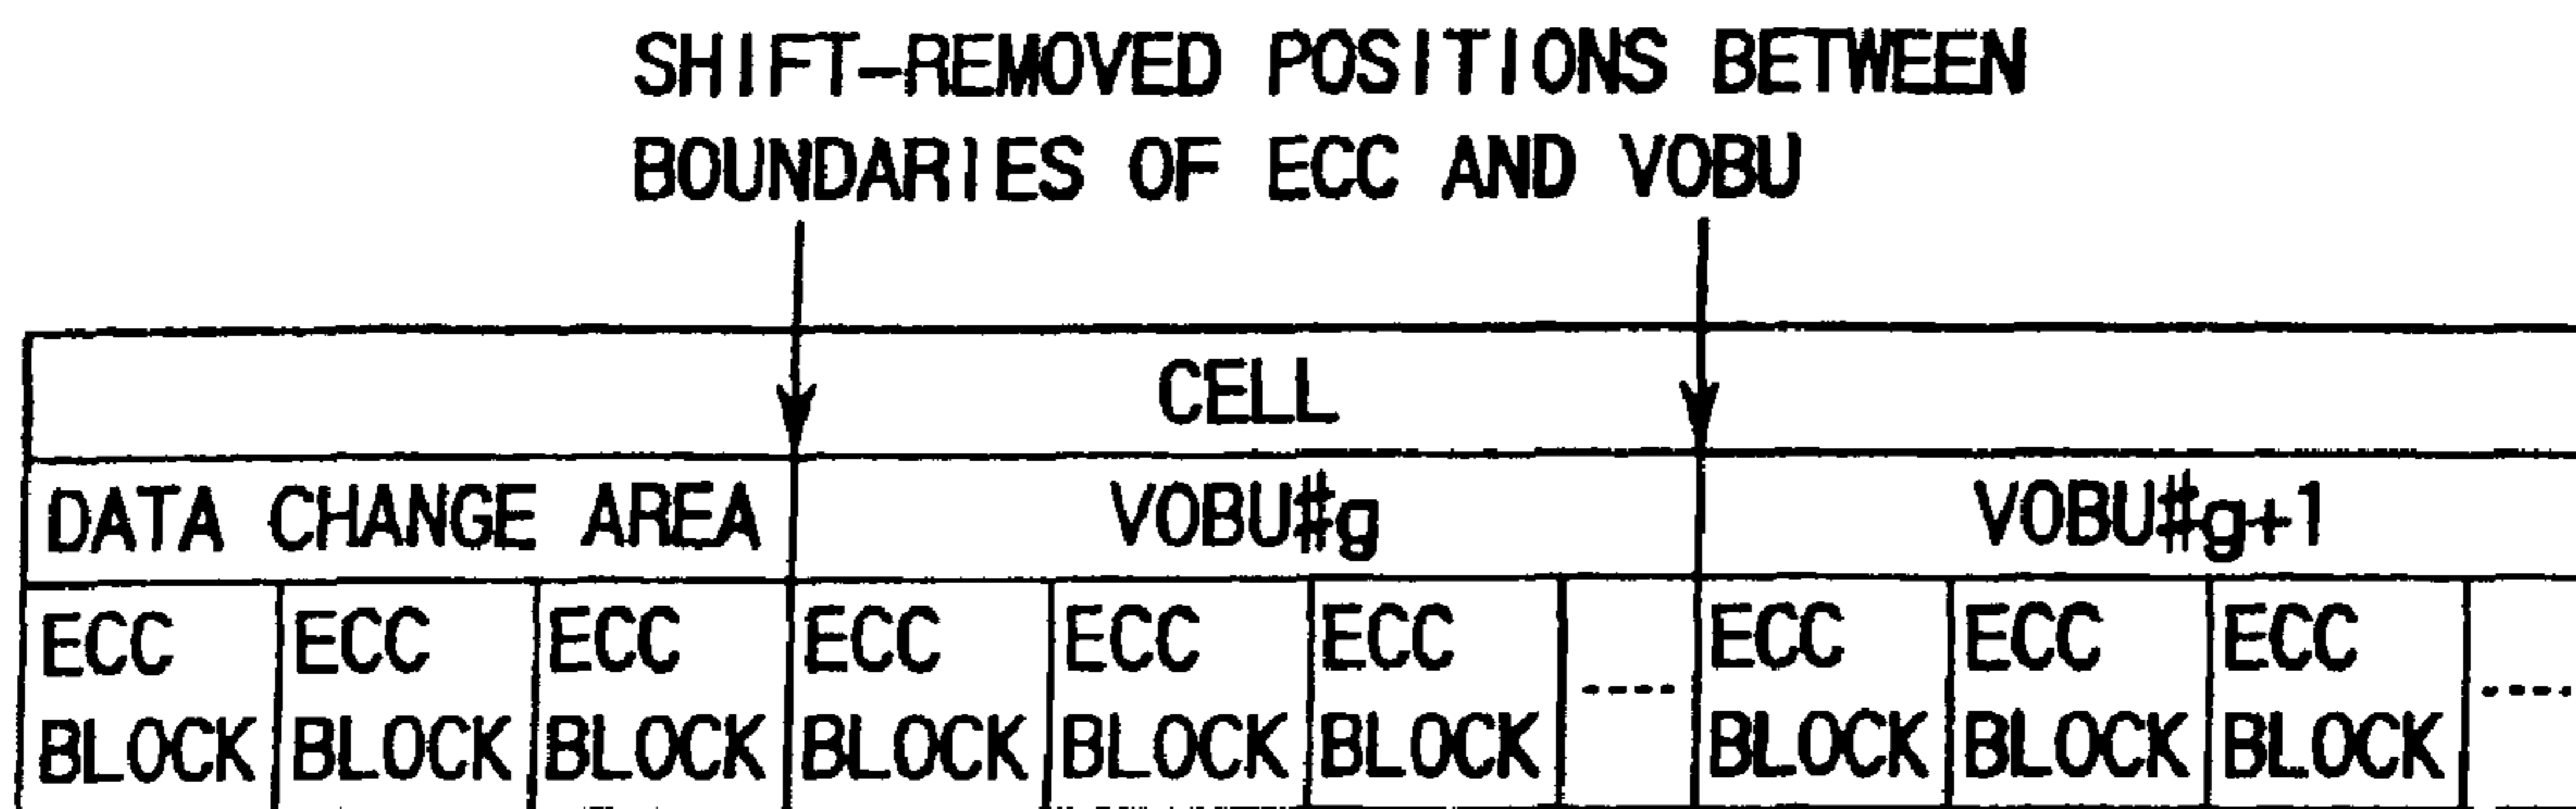 SHIFT-REMOVED POSITIONS BETWEEN
BOUNDARIES OF ECC AND VOBU
CELL
DATA CHANGE AREA VOBU#g VOBU#g+1
ECC ECC ECC ECC ECC ECC ---- ECC ECC ECC ----
BLOCK BLOCK BLOCK BLOCK BLOCK BLOCK BLOCK BLOCK BLOCK